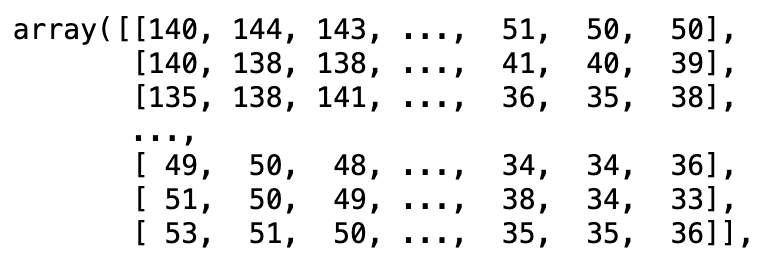 array([[140, 144, 143, ...,  51,  50,  50],
       [140, 138, 138, ...,  41,  40,  39],
       [135, 138, 141, ...,  36,  35,  38],
       ...,
       [ 49,  50,  48, ...,  34,  34,  36],
       [ 51,  50,  49, ...,  38,  34,  33],
       [ 53,  51,  50, ...,  35,  35,  36]],